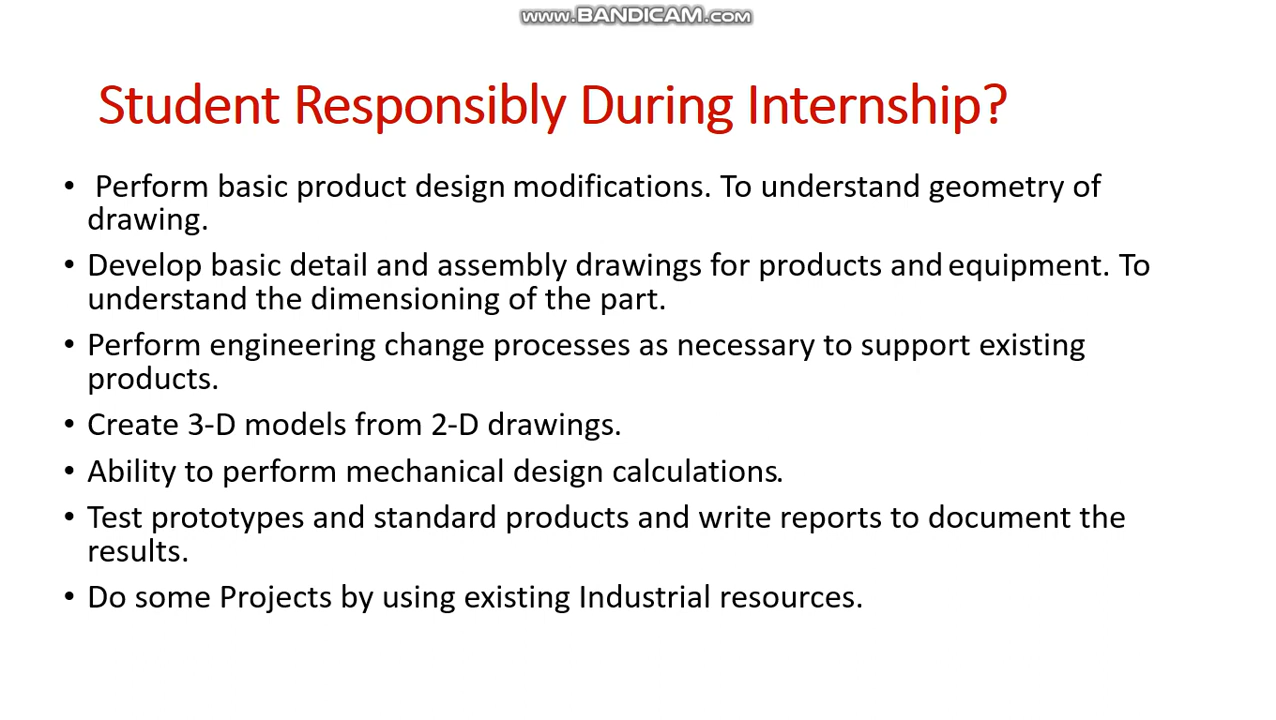 www.BANDICAM.com
Student Responsibly During Internship?
• Perform basic product design modifications. To understand geometry of
drawing.
• Develop basic detail and assembly drawings for products and equipment. To
understand the dimensioning of the part.
• Perform engineering change processes as necessary to support existing
products.
• Create 3-D models from 2-D drawings.
• Ability to perform mechanical design calculations.
• Test prototypes and standard products and write reports to document the
results.
• Do some Projects by using existing Industrial resources.